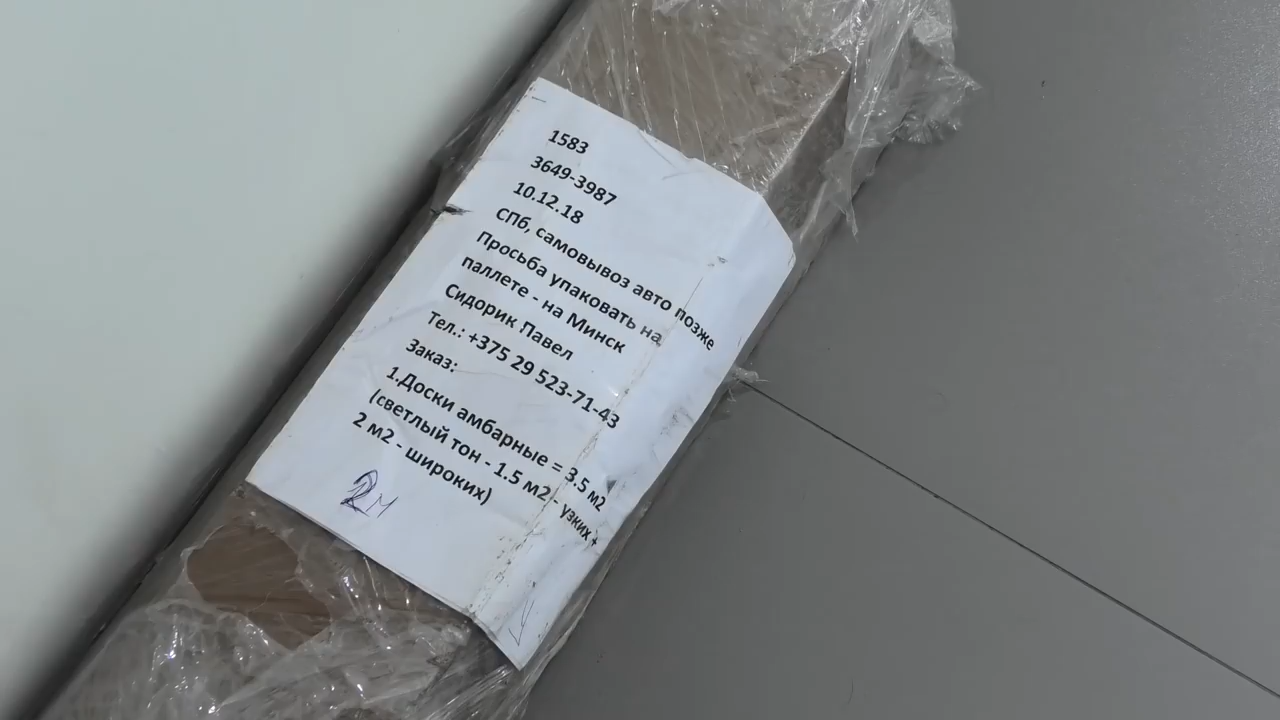 1583
3649-3987
10.12.18
СПб, самовывоз авто позже
Просьба упаковать на
паллете - на Минск
Сидорик Павел
Тел.: +375 29 523-71-43
Заказ:
1.Доски амбарные = 3.5 м2
(светлый тон - 1.5 м2 - узких +
2 м2 - широких)
2м